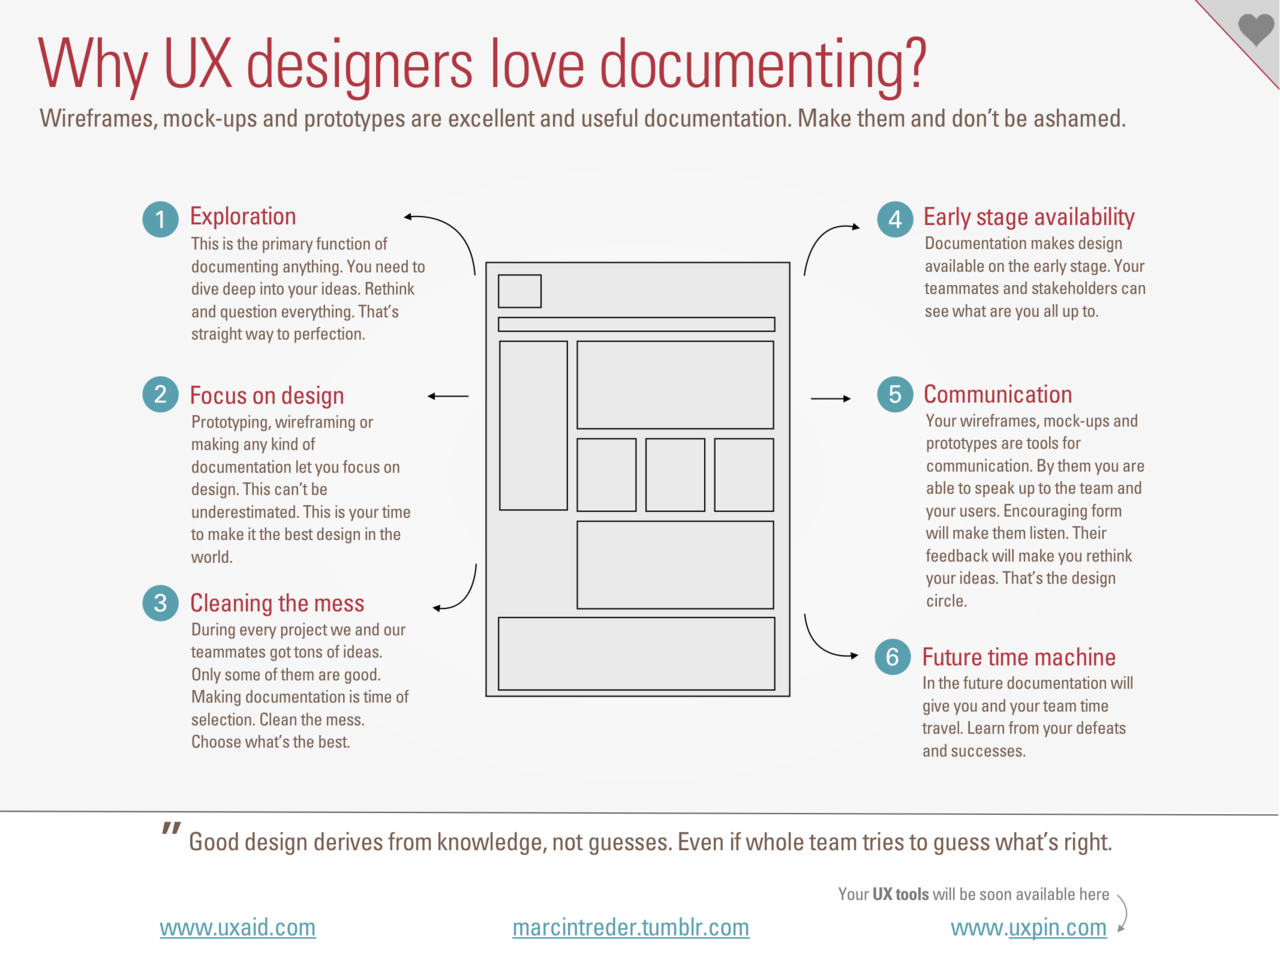 Why UX designers love documenting?
Wireframes, mock-ups and prototypes are excellent and useful documentation. Make them and don't be ashamed.
1 Exploration
This is the primary function of
documenting anything. You need to
dive deep into your ideas. Rethink
and question everything. That's
straight way to perfection.
2 Focus on design
Prototyping, wireframing or
making any kind of
documentation let you focus on
design. This can't be
underestimated. This is your time
to make it the best design in the
world.
3 Cleaning the mess
During every project we and our
teammates got tons of ideas.
Only some of them are good.
Making documentation is time of
selection. Clean the mess.
Choose what's the best.
4 Early stage availability
Documentation makes design
available on the early stage. Your
teammates and stakeholders can
see what are you all up to.
5 Communication
Your wireframes, mock-ups and
prototypes are tools for
communication. By them you are
able to speak up to the team and
your users. Encouraging form
will make them listen. Their
feedback will make you rethink
your ideas. That's the design
circle.
6 Future time machine
In the future documentation will
give you and your team time
travel. Learn from your defeats
and successes.
" Good design derives from knowledge, not guesses. Even if whole team tries to guess what's right.
Your UX tools will be soon available here
www.uxaid.com
marcintreder.tumblr.com
www.uxpin.com